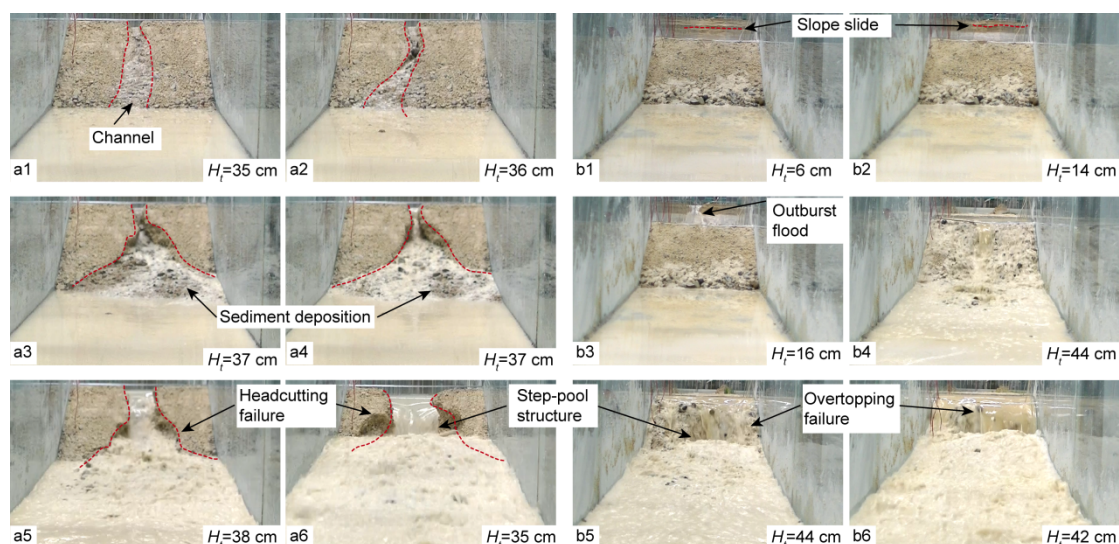 Slope slide
Channel
a1
Ht=35 cm
a2
Ht=36 cm
b1
Ht=6 cm
b2
Ht=14 cm
Outburst
flood
Sediment deposition
a3
Ht=37 cm
a4
Ht=37 cm
b3
Ht=16 cm
b4
Ht=44 cm
Headcutting
failure
Step-pool
structure
Overtopping
failure
a5
Ht=38 cm
a6
Ht=35 cm
b5
Ht=44 cm
b6
Ht=42 cm